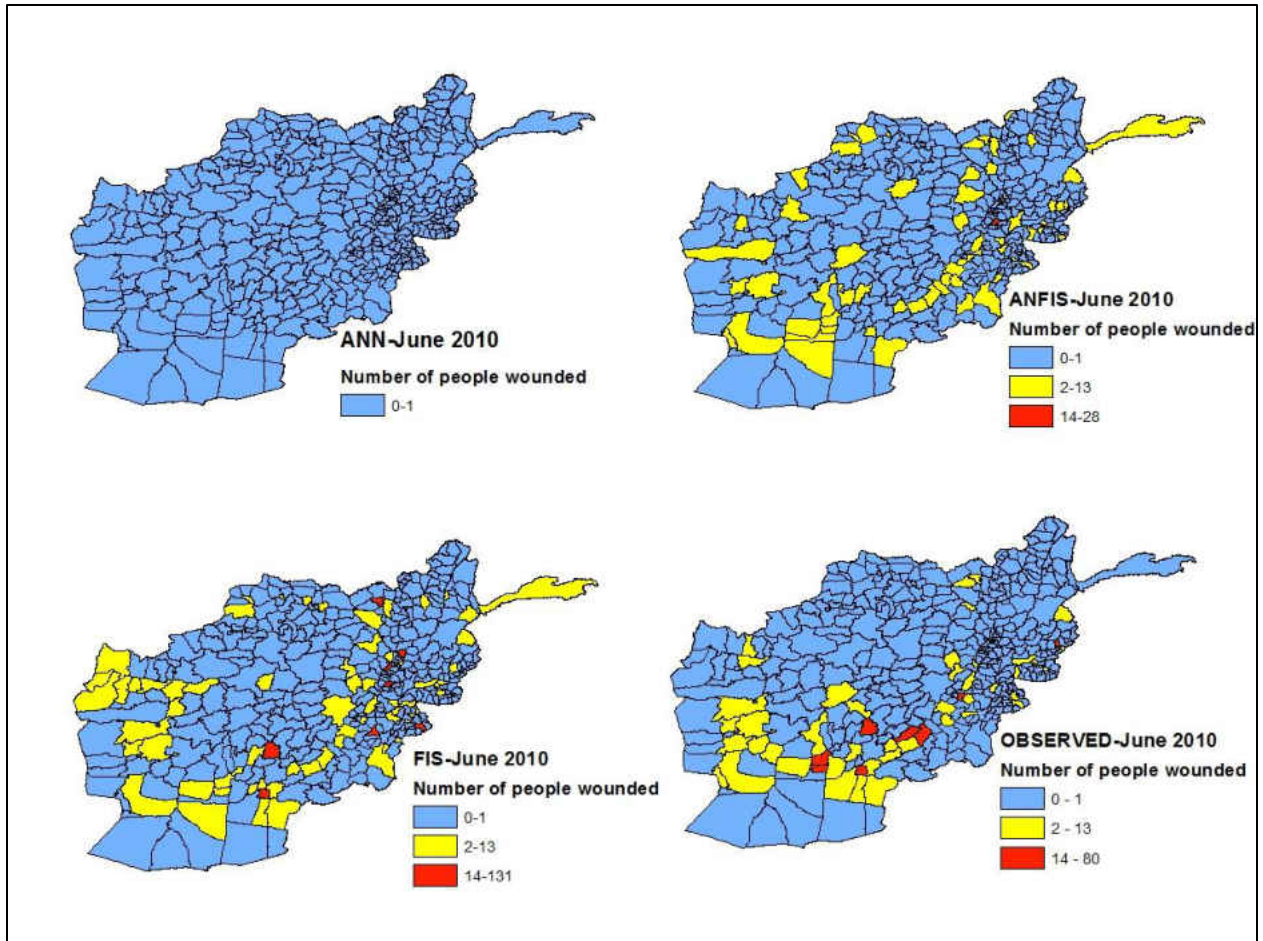 ANN-June 2010
Number of people wounded
0-1
ANFIS-June 2010
Number of people wounded
0-1
2-13
14-28
FIS-June 2010
Number of people wounded
0-1
2-13
14-131
OBSERVED-June 2010
Number of people wounded
0 - 1
2 - 13
14 - 80